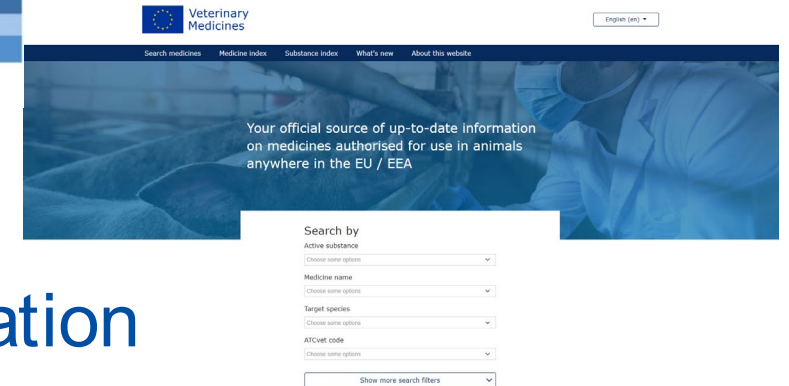 Veterinary
Medicines
English (en)
Search medicines Medicine index Substance index What's new About this website
Your official source of up-to-date information
on medicines authorised for use in animals
anywhere in the EU / EEA
Search by
Active substance
Choose some options
Medicine name
Choose some options
Target species
Choose some options
ATCvet code
Choose some options
Show more search filters
ation